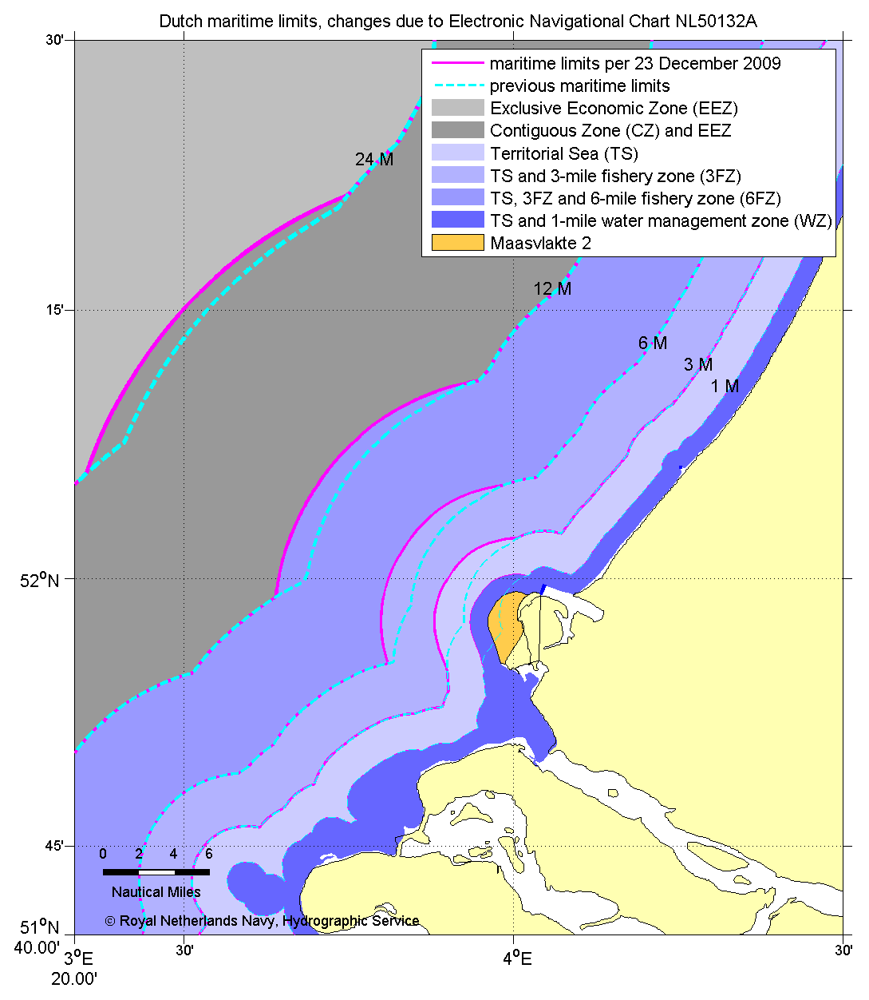 Dutch maritime limits, changes due to Electronic Navigational Chart NL50132A
30'
maritime limits per 23 December 2009
previous maritime limits
Exclusive Economic Zone (EEZ)
Contiguous Zone (CZ) and EEZ
Territorial Sea (TS)
TS and 3-mile fishery zone (3FZ)
TS, 3FZ and 6-mile fishery zone (6FZ)
TS and 1-mile water management zone (WZ)
Maasvlakte 2
24 M
12 M
15'
6 M
3 M
1 M
52°N
45'
0 2 4 6
Nautical Miles
© Royal Netherlands Navy, Hydrographic Service
51°N
40.00'
3°E
20.00'
30'
4°E
30'